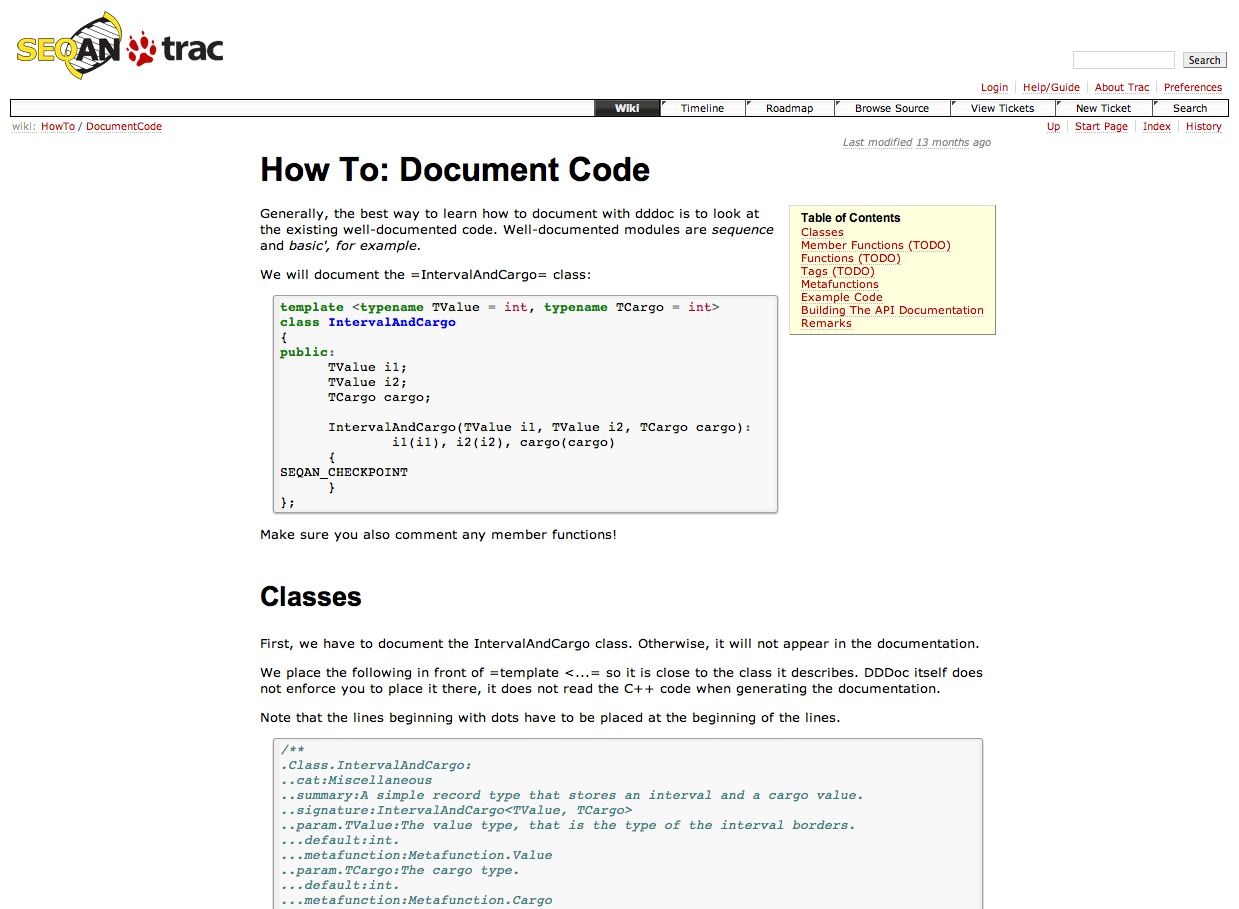 SEQAN trac
Search
Login Help/Guide About Trac Preferences
Wiki Timeline Roadmap Browse Source View Tickets New Ticket Search
wiki: HowTo / DocumentCode
Up Start Page Index History
Last modified 13 months ago
How To: Document Code
Generally, the best way to learn how to document with dddoc is to look at
the existing well-documented code. Well-documented modules are sequence
and basic', for example.
We will document the =IntervalAndCargo= class:
Table of Contents
Classes
Member Functions (TODO)
Functions (TODO)
Tags (TODO)
Metafunctions
Example Code
Building The API Documentation
Remarks
template <typename TValue = int, typename TCargo = int>
class IntervalAndCargo
{
public:
TValue i1;
TValue i2;
TCargo cargo;
IntervalAndCargo(TValue i1, TValue i2, TCargo cargo):
i1(i1), i2(i2), cargo(cargo)
{
SEQAN_CHECKPOINT
}
};
Make sure you also comment any member functions!
Classes
First, we have to document the IntervalAndCargo class. Otherwise, it will not appear in the documentation.
We place the following in front of =template <...= so it is close to the class it describes. DDDoc itself does
not enforce you to place it there, it does not read the C++ code when generating the documentation.
Note that the lines beginning with dots have to be placed at the beginning of the lines.
/**
.Class.IntervalAndCargo:
..cat:Miscellaneous
..summary:A simple record type that stores an interval and a cargo value.
..signature:IntervalAndCargo<TValue, TCargo>
..param.TValue:The value type, that is the type of the interval borders.
...default:int.
...metafunction:Metafunction.Value
..param.TCargo:The cargo type.
...default:int.
...metafunction:Metafunction.Cargo